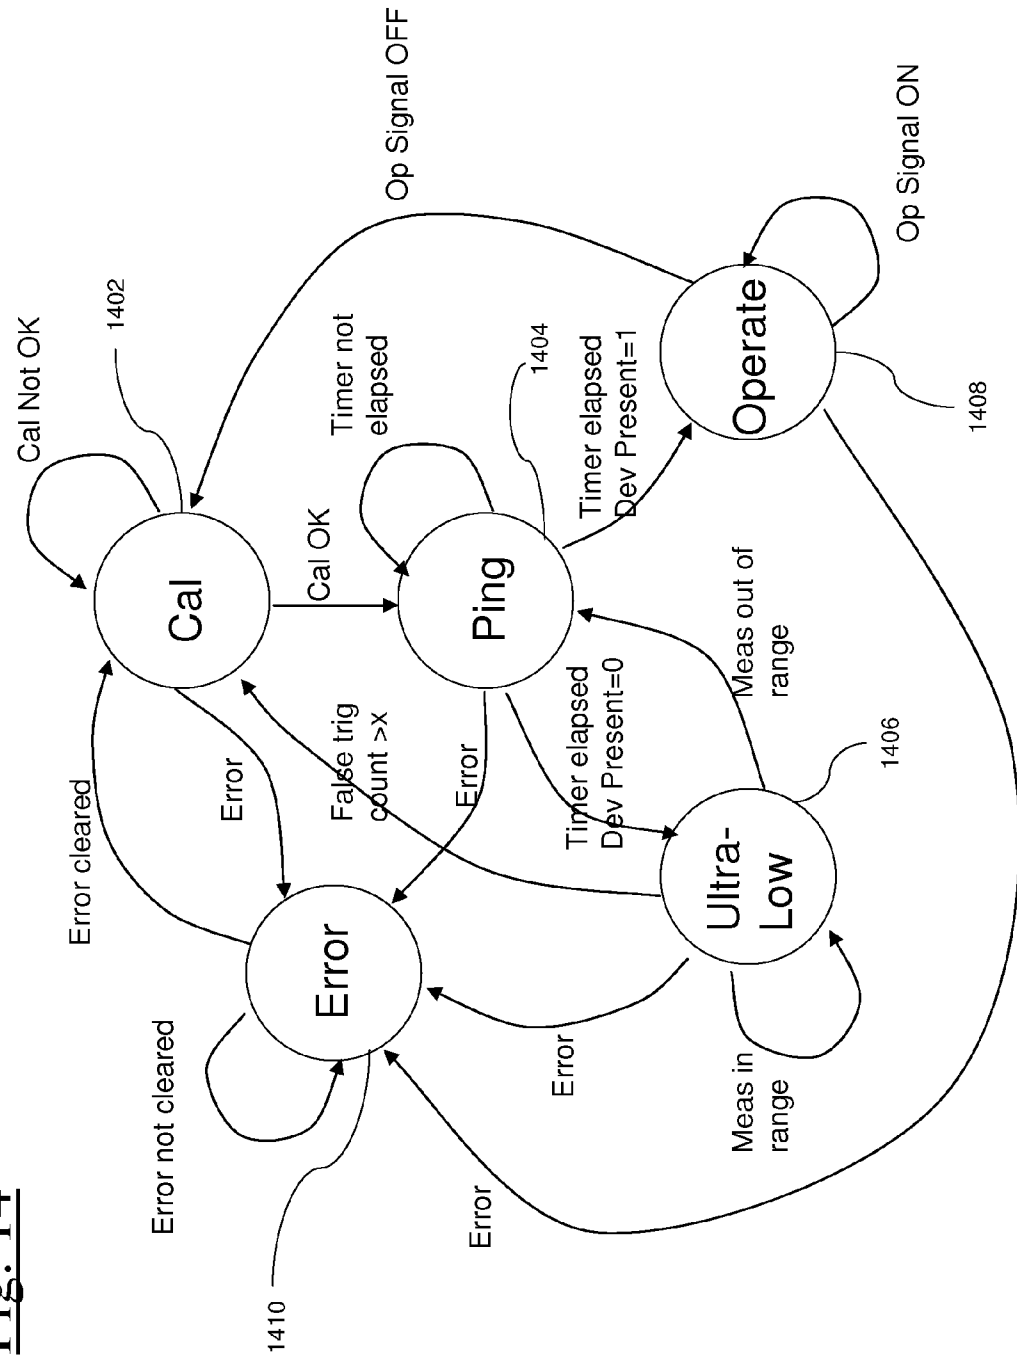 Fig. 14
Error not cleared
Error cleared
Cal Not OK
1402
Cal
Error
Op Signal OFF
1410
Error
False trig
count >x
Cal OK
Timer not
elapsed
Error
Error
Ping
1404
Error
Timer elapsed
Dev Present=0
Timer elapsed
Dev Present=1
Meas in
range
Ultra-
Low
Meas out of
range
Operate
1406
1408
Op Signal ON